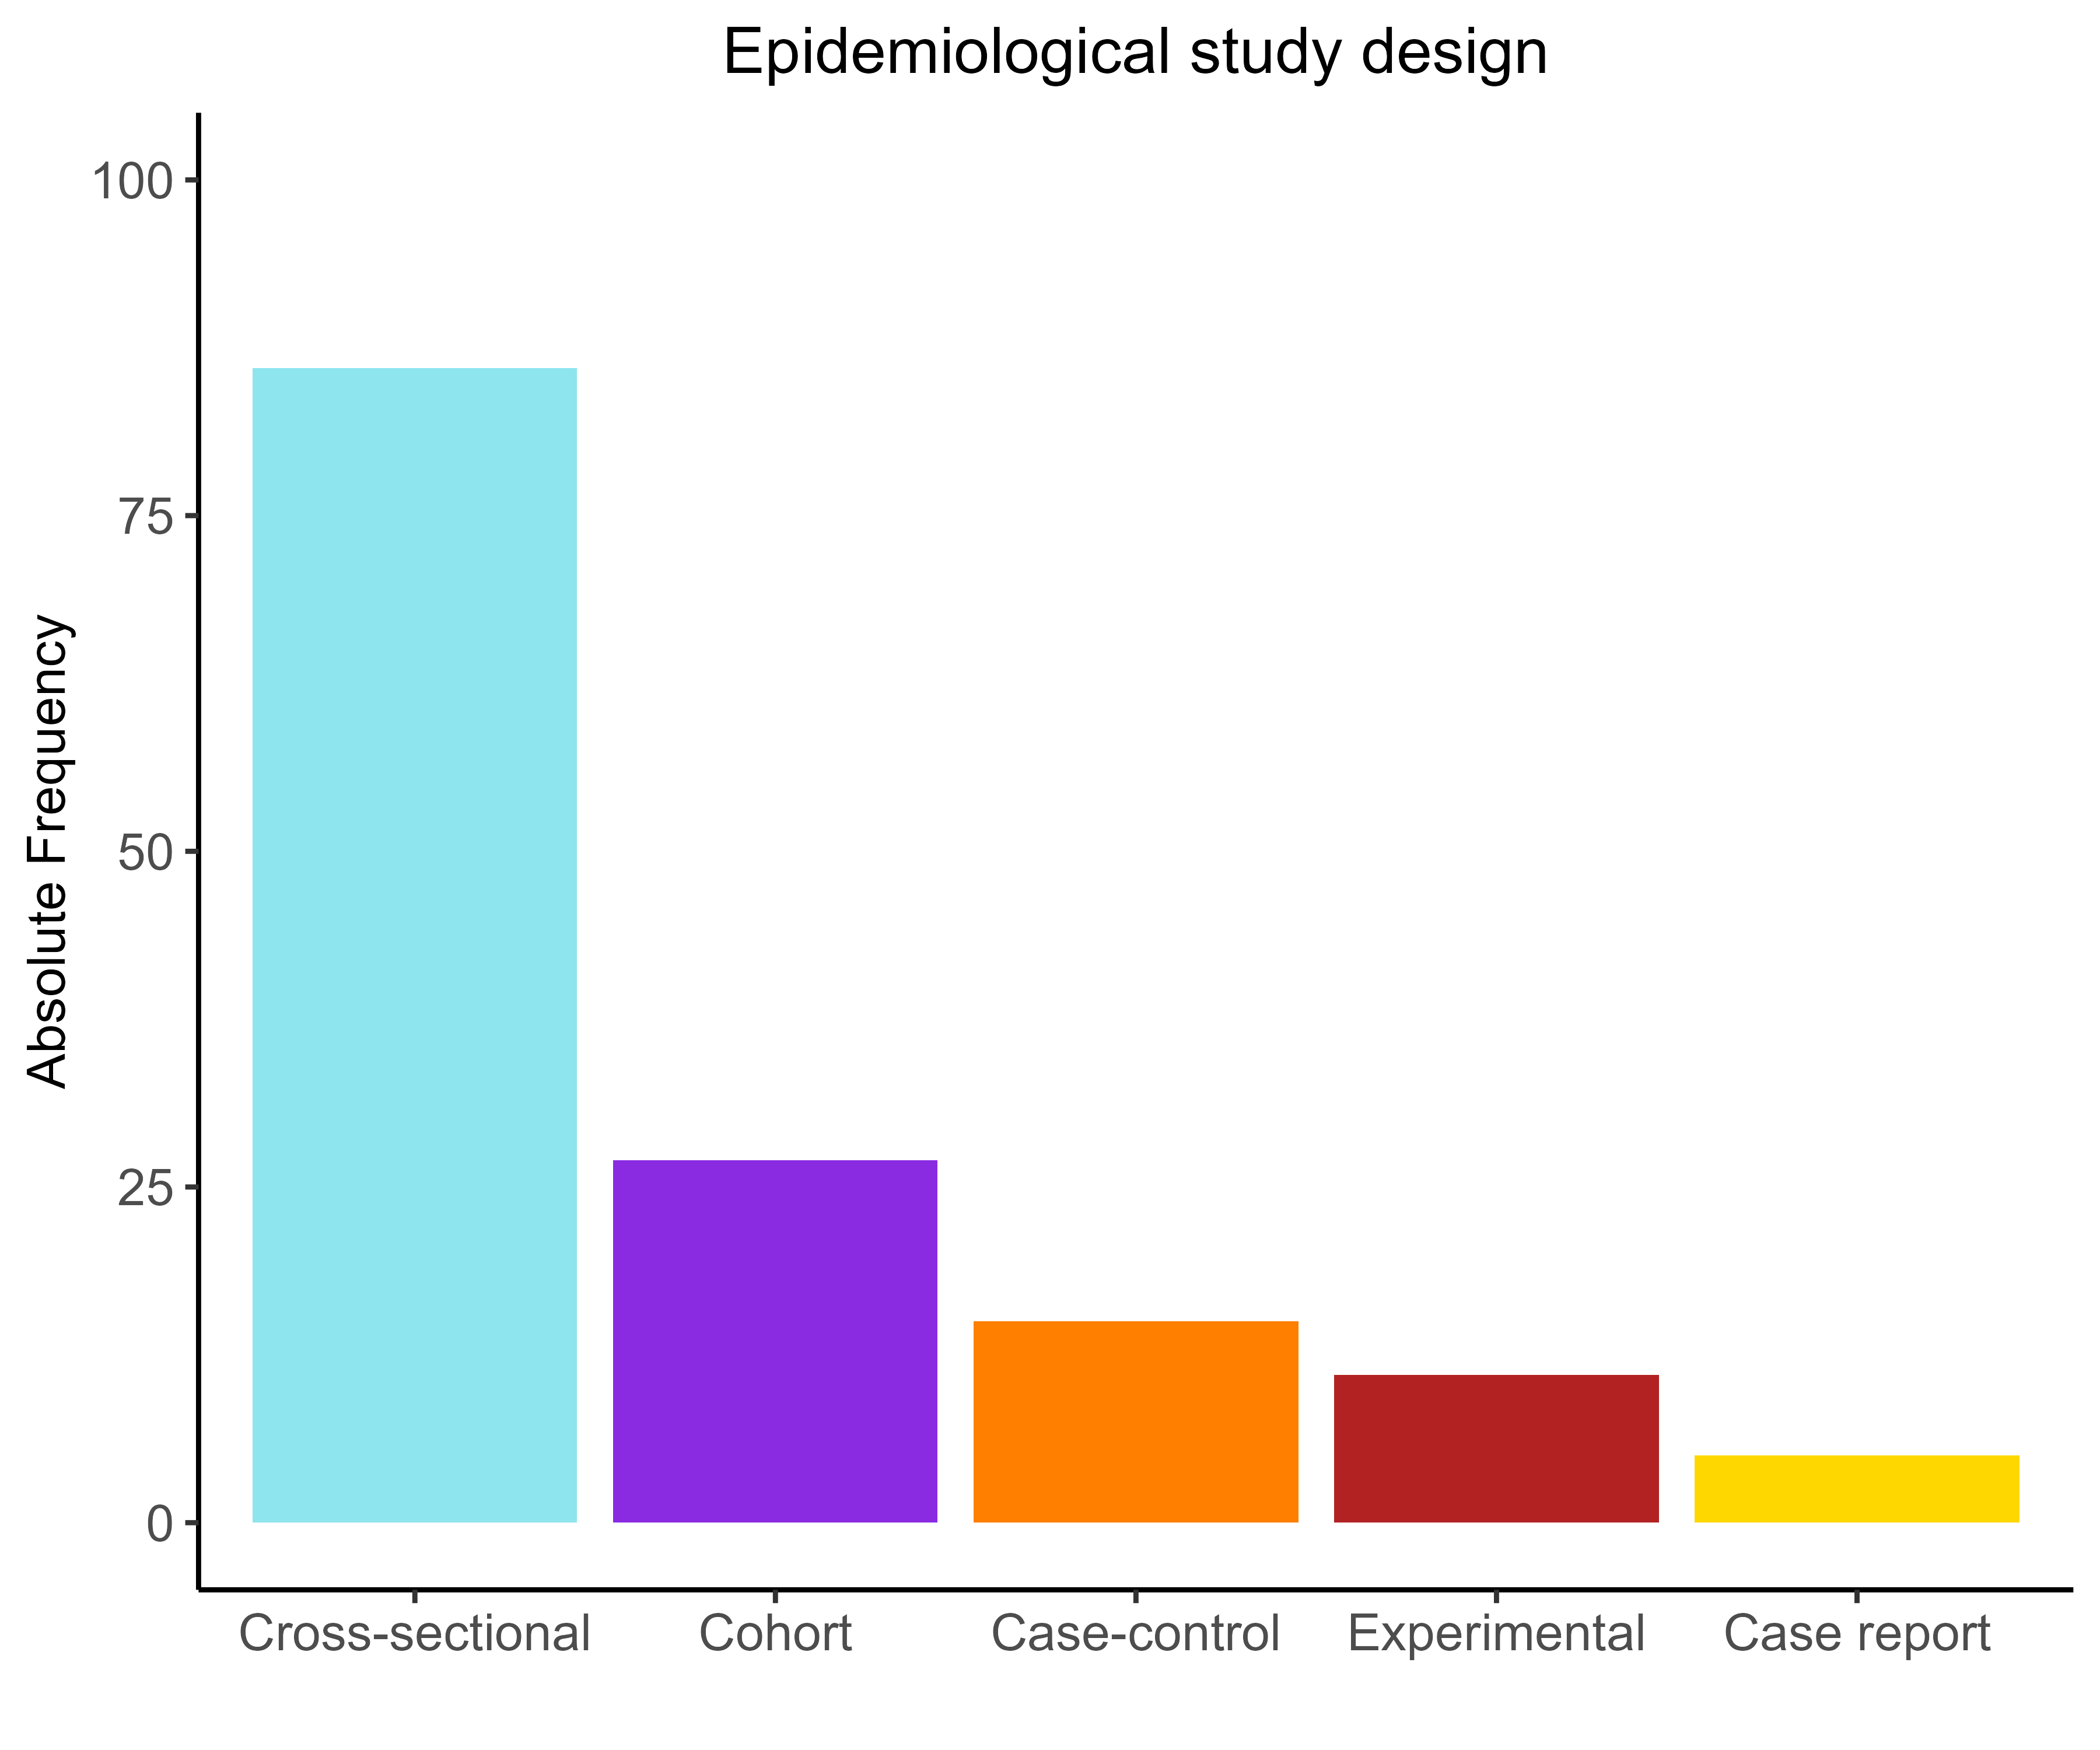 Epidemiological study design
Absolute Frequency
100
75
50
25
0
Cross-sectional Cohort Case-control Experimental Case report